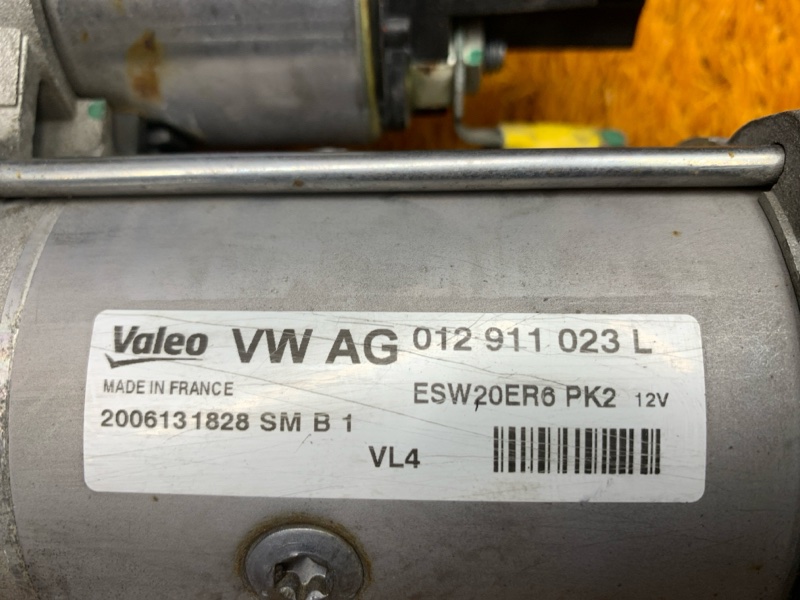 Valeo VW AG 012 911 023 L
MADE IN FRANCE ESW20ER6 PK2 12V
2006131828 SM B 1
VL4